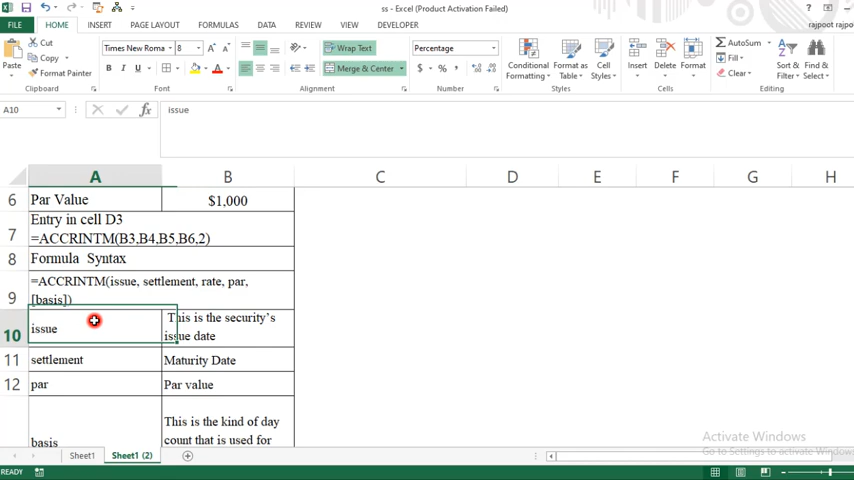 ss - Excel (Product Activation Failed)
FILE HOME INSERT PAGE LAYOUT FORMULAS DATA REVIEW VIEW DEVELOPER rajpoot rajpo
Paste
Cut
Copy
Format Painter
Clipboard
Times New Roma 8
B I U
Font
Wrap Text
Merge & Center
Alignment
Percentage
$ % ,
Number
Conditional Formatting
Format as Table
Cell Styles
Styles
Insert Delete Format
Cells
AutoSum
Fill
Clear
Sort & Filter
Find & Select
Editing
A10 fx issue
A B C D E F G H
6 Par Value $1,000
7 Entry in cell D3
=ACCRINTM(B3,B4,B5,B6,2)
8 Formula Syntax
9 =ACCRINTM(issue, settlement, rate, par,
[basis])
10 issue This is the security's
issue date
11 settlement Maturity Date
12 par Par value
This is the kind of day
basis count that is used for
Activate Windows
Go to Settings to activate Windows
Sheet1 Sheet1 (2)
READY